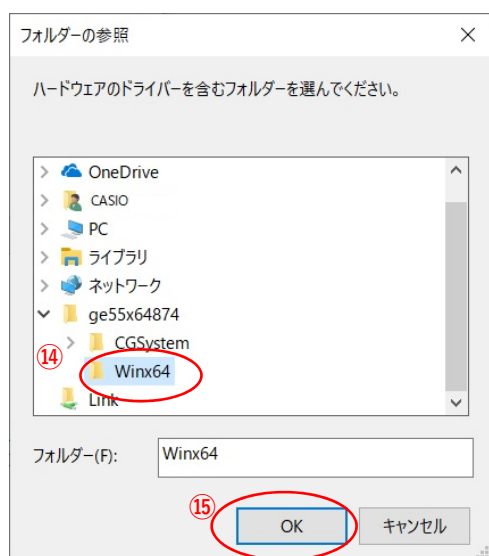 フォルダーの参照
ハードウェアのドライバーを含むフォルダーを選んでください。
OneDrive
CASIO
PC
ライブラリ
ネットワーク
ge55x64874
CGSystem
⑭
Winx64
Link
フォルダー(F): Winx64
⑮
OK キャンセル